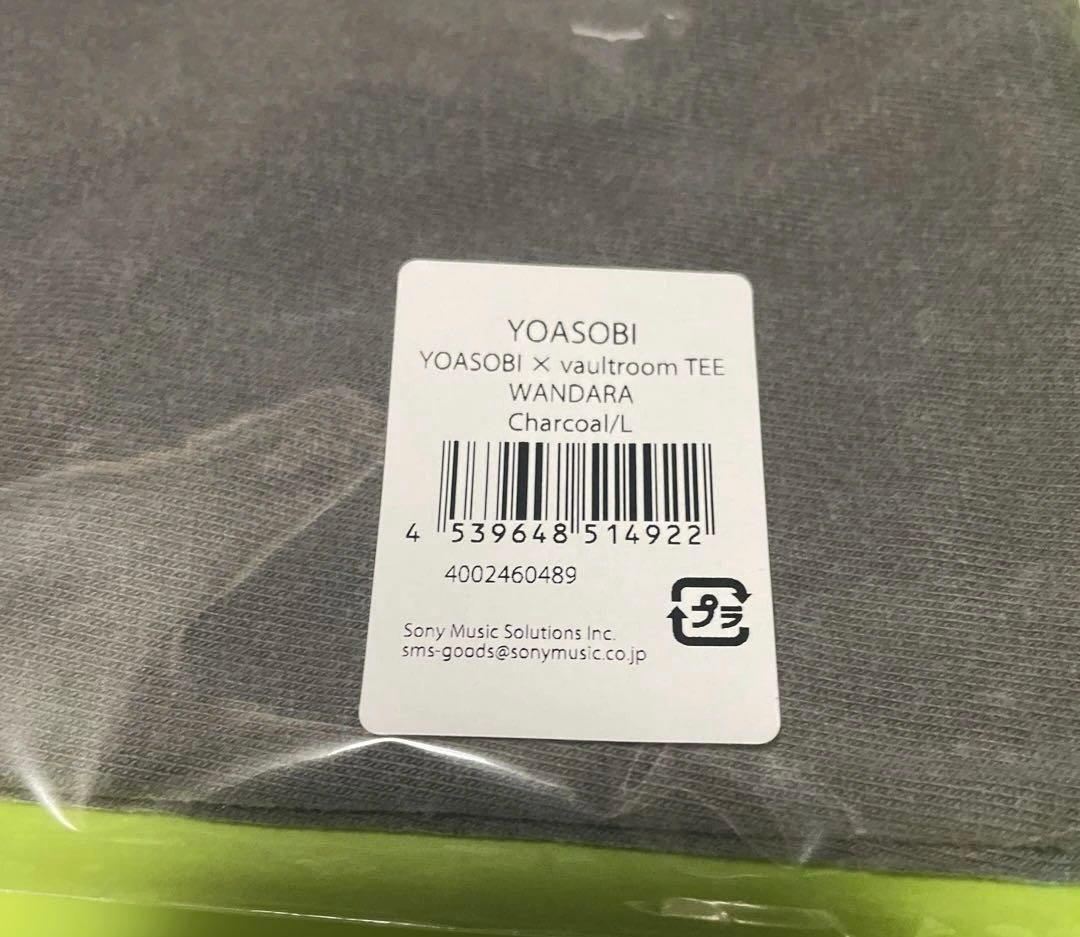 YOASOBI
YOASOBI × vaultroom TEE
WANDARA
Charcoal/L
4 539648 514922
4002460489
プラ
Sony Music Solutions Inc.
sms-goods@sonymusic.co.jp